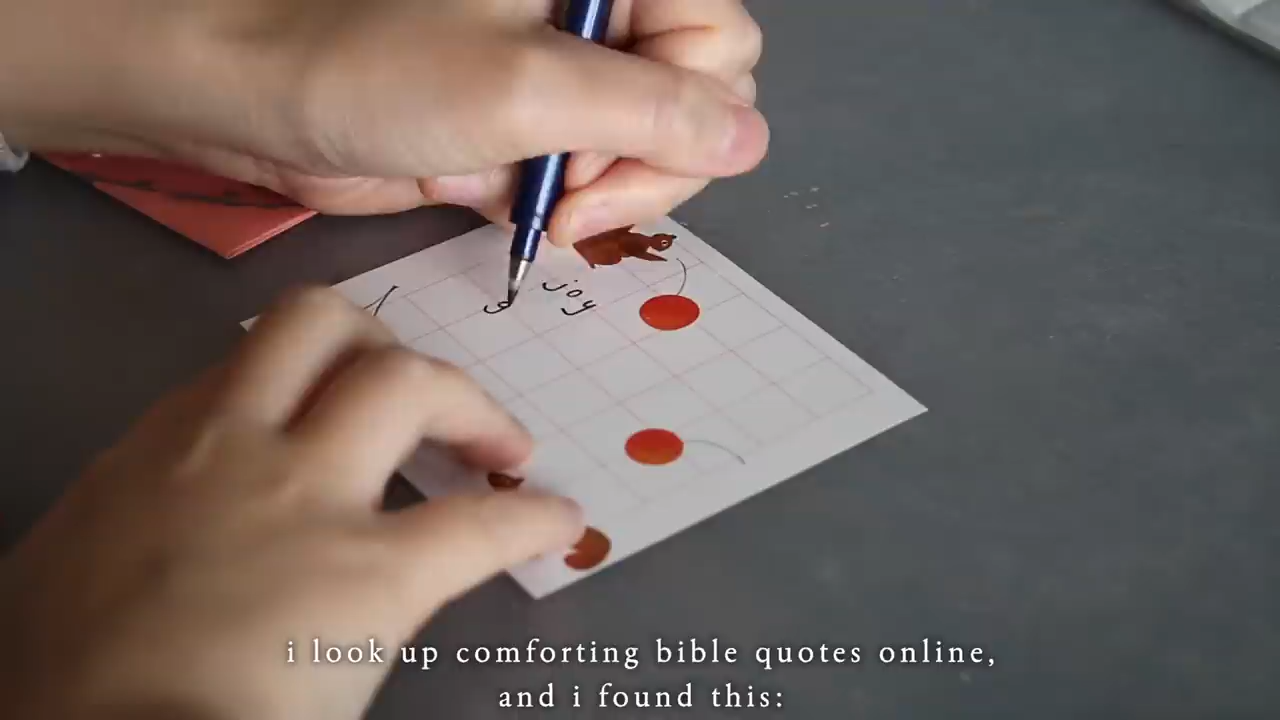 joy
i look up comforting bible quotes online,
and i found this: